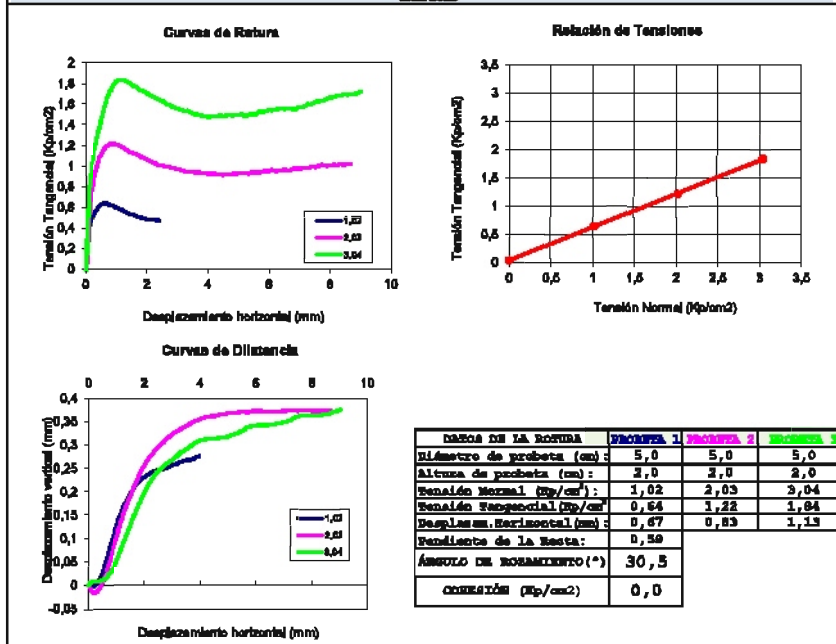 Curvas de Rotura
Tensión Tangencial (Kp/cm2)
2
1,8
1,6
1,4
1,2
1
0,8
0,6
0,4
0,2
0
0 2 4 6 8 10
1,02
2,03
3,04
Desplazamiento horizontal (mm)
Relación de Tensiones
Tensión Tangencial (Kp/cm2)
3,5
3
2,5
2
1,5
1
0,5
0
0 0,5 1 1,5 2 2,5 3 3,5
Tensión Normal (Kp/cm2)
Curvas de Dilatancia
0 2 4 6 8 10
Desplazamiento vertical (mm)
0,4
0,35
0,3
0,25
0,2
0,15
0,1
0,05
0
-0,05
1,02
2,03
3,04
Desplazamiento horizontal (mm)
DATOS DE LA ROTURA PROBETA 1 PROBETA 2 PROBETA 3
Diámetro de probeta (cm): 5,0 5,0 5,0
Altura de probeta (cm): 2,0 2,0 2,0
Tensión Normal (Kp/cm²): 1,02 2,03 3,04
Tensión Tangencial(Kp/cm² 0,64 1,22 1,84
Desplazam.Horizontal(mm): 0,67 0,83 1,13
Pendiente de la Recta: 0,59
ÁNGULO DE ROZAMIENTO(°) 30,5
COHESIÓN (Kp/cm2) 0,0